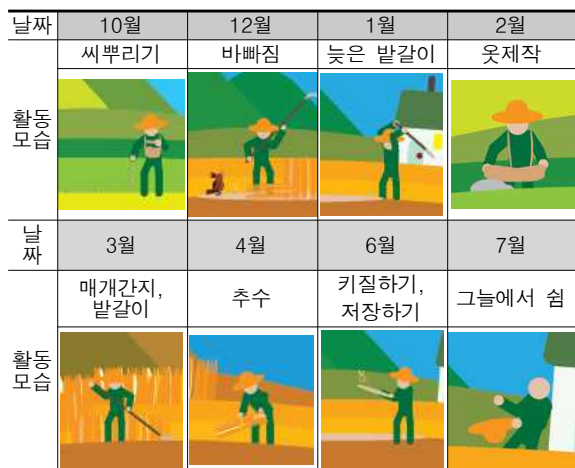 날짜 10월 12월 1월 2월
씨뿌리기 바빠짐 늦은 밭갈이 옷제작
활동
모습
날
짜 3월 4월 6월 7월
매개간지,
밭갈이 추수 키질하기,
저장하기 그늘에서 쉼
활동
모습